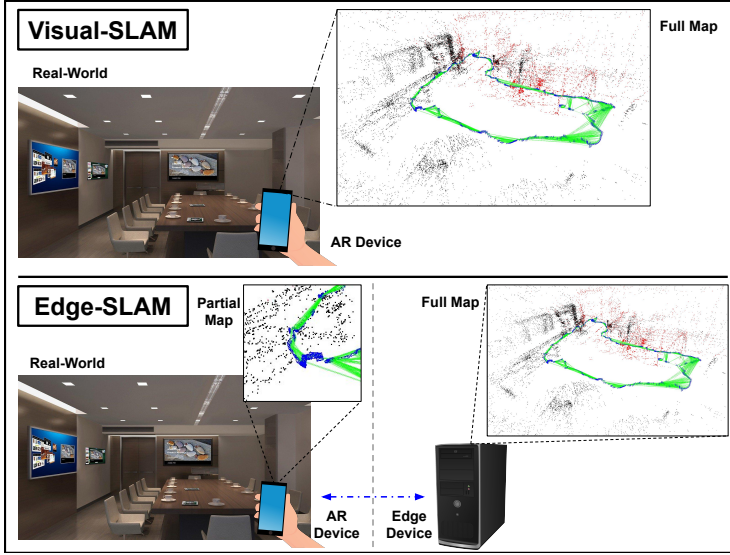 Visual-SLAM
Full Map
Real-World
AR Device
Edge-SLAM
Partial
Map
Full Map
Real-World
AR
Device
Edge
Device